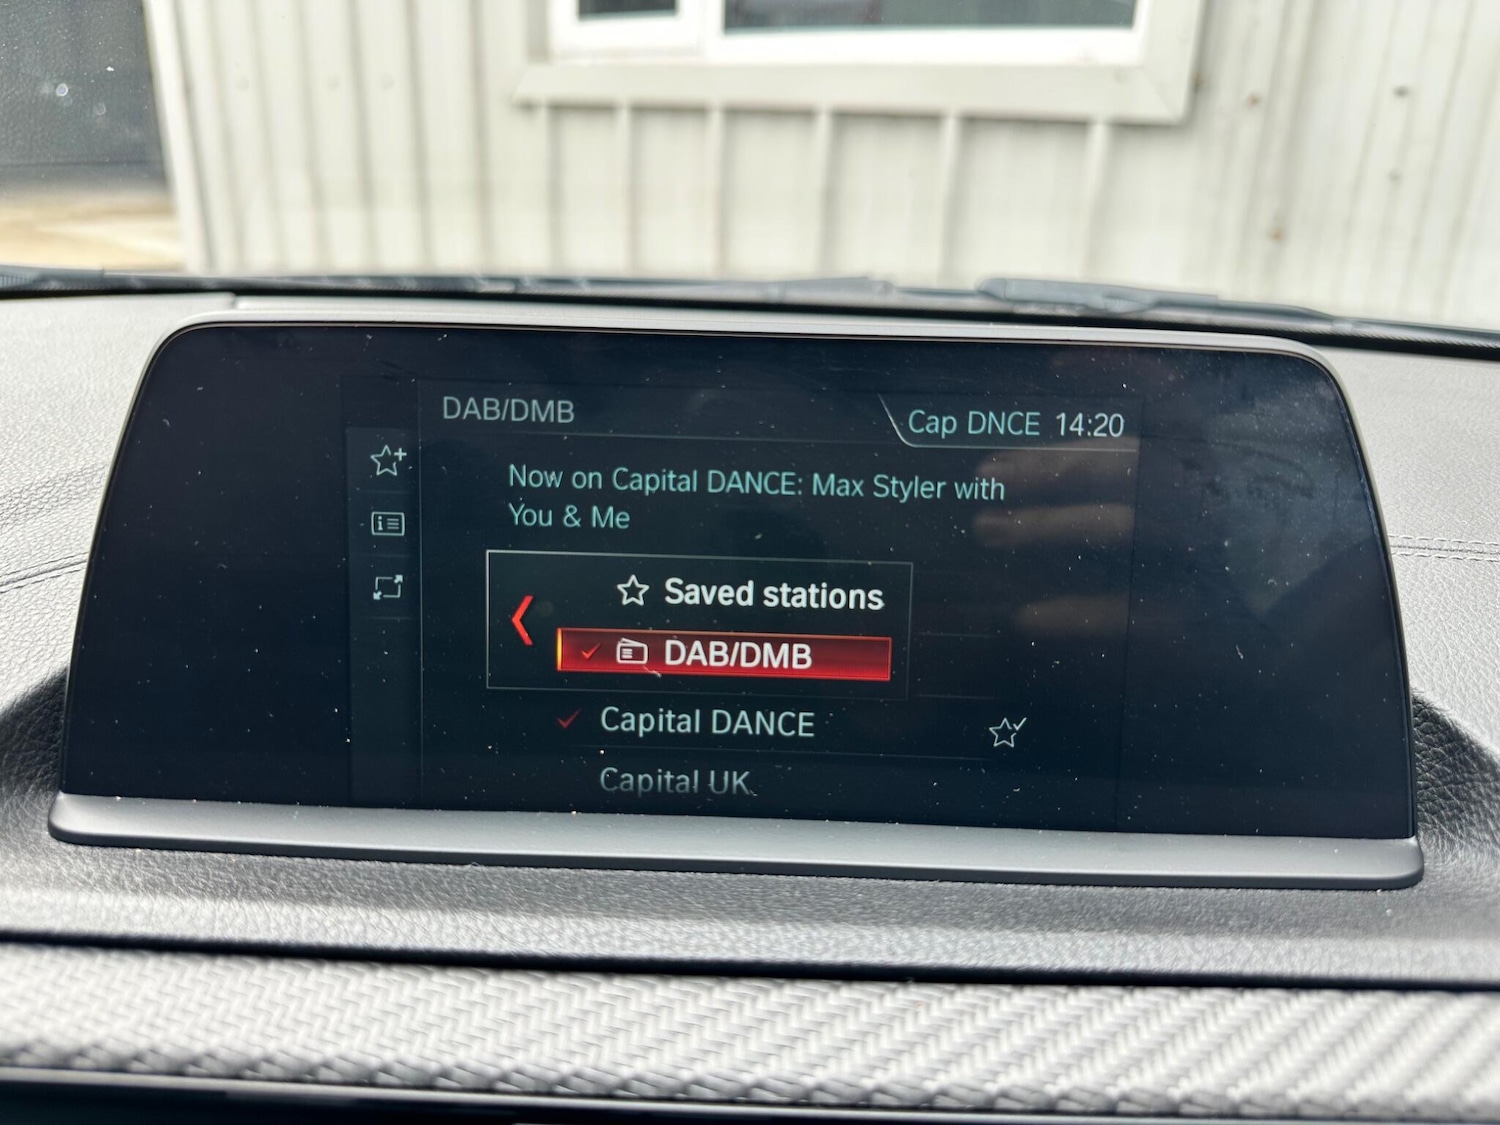 DAB/DMB
Cap DNCE 14:20
Now on Capital DANCE: Max Styler with
You & Me
Saved stations
DAB/DMB
Capital DANCE
Capital UK